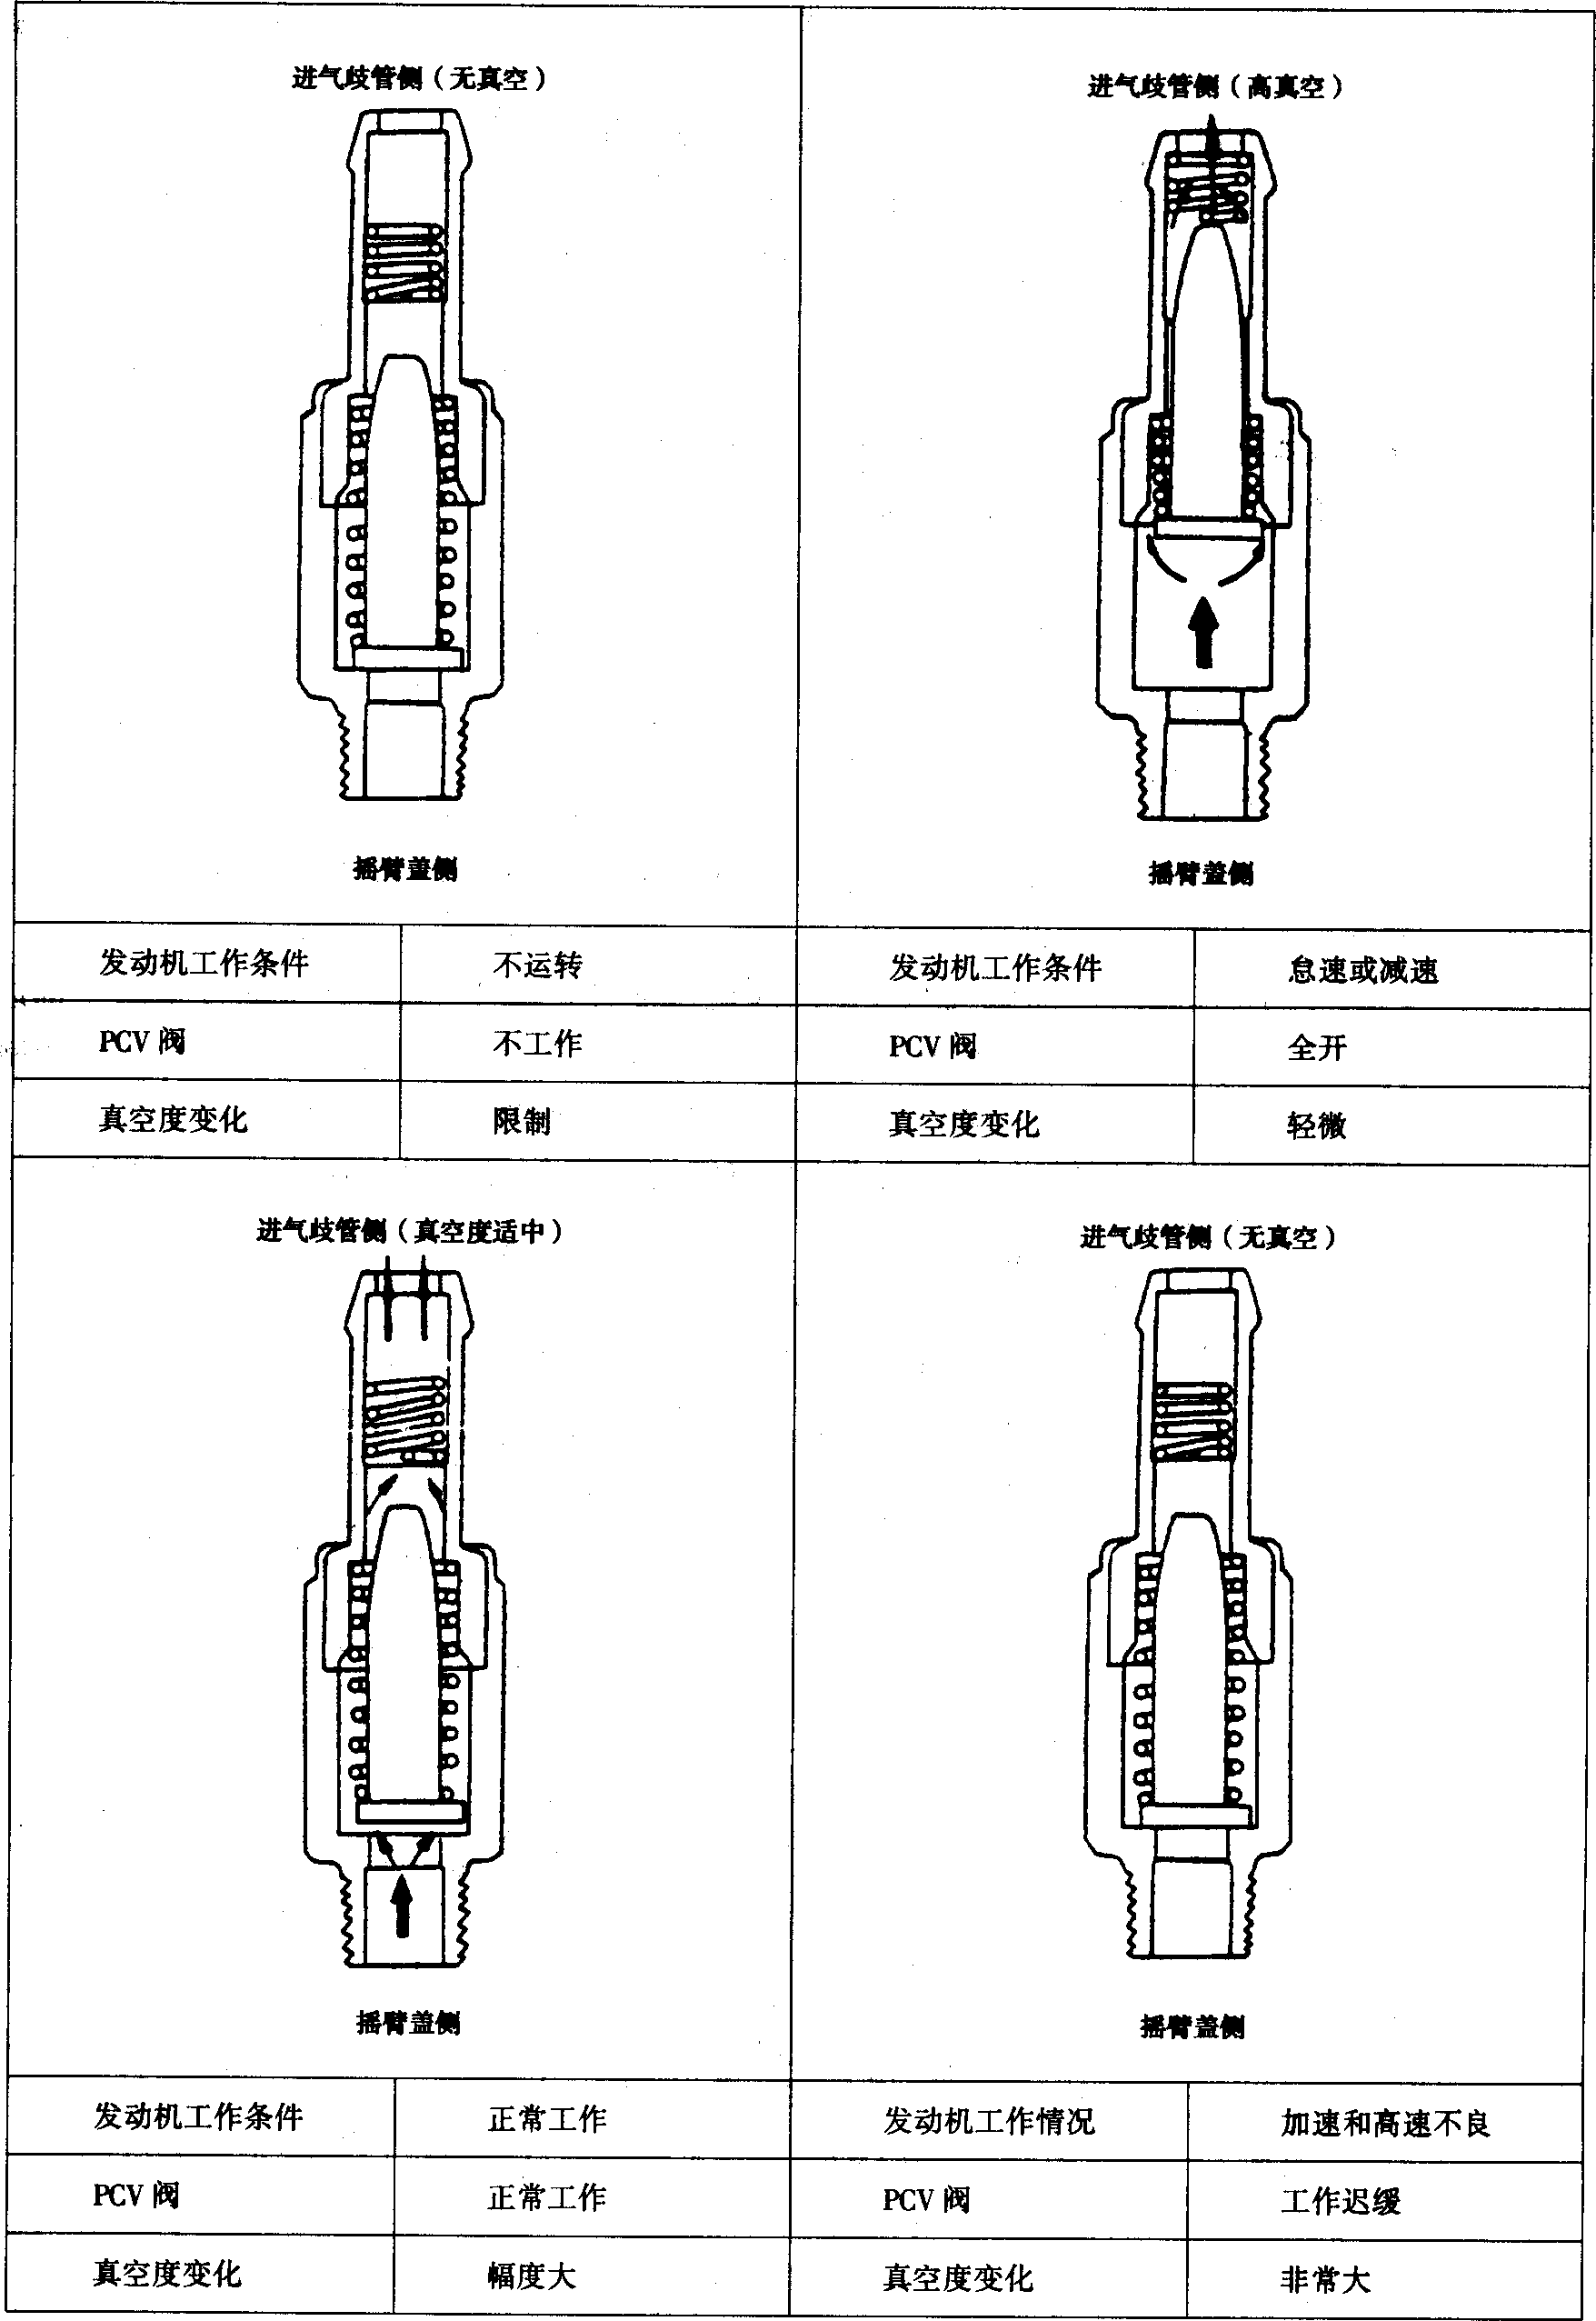 进气歧管侧（无真空）
摇臂盖侧
发动机工作条件 不运转
PCV 阀 不工作
真空度变化 限制
进气歧管侧（高真空）
摇臂盖侧
发动机工作条件 怠速或减速
PCV 阀 全开
真空度变化 轻微
进气歧管侧（真空度适中）
摇臂盖侧
发动机工作条件 正常工作
PCV 阀 正常工作
真空度变化 幅度大
进气歧管侧（无真空）
摇臂盖侧
发动机工作情况 加速和高速不良
PCV 阀 工作迟缓
真空度变化 非常大